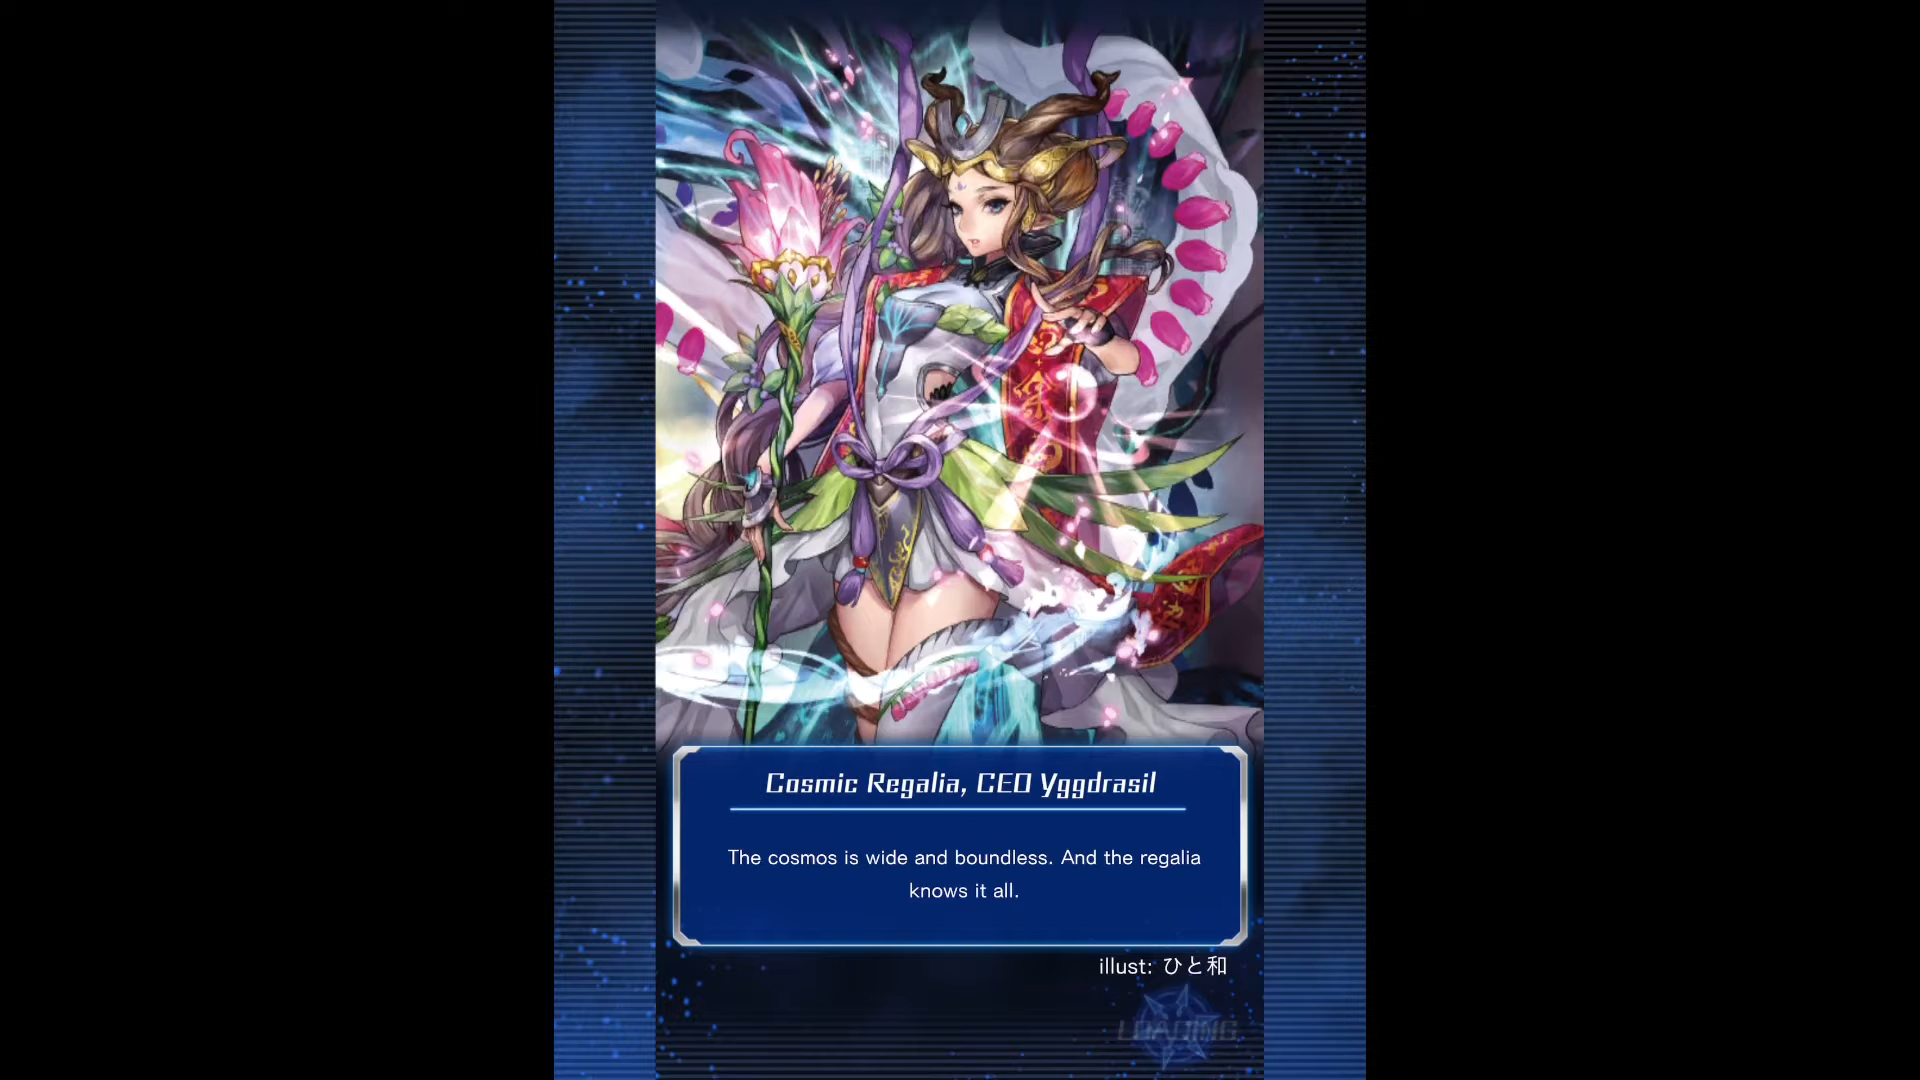 Cosmic Regalia, CEO Yggdrasil
The cosmos is wide and boundless. And the regalia
knows it all.
illust: ひと和
LOADING